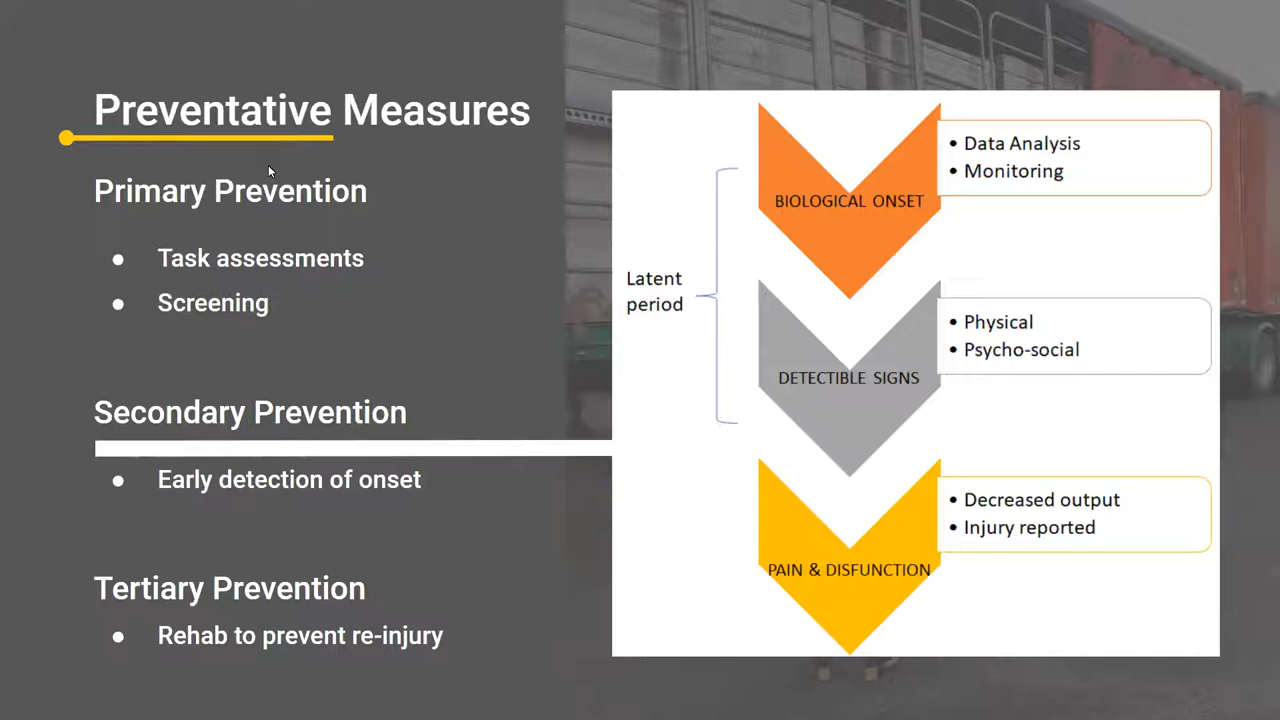 Preventative Measures
Primary Prevention
● Task assessments
● Screening
Secondary Prevention
● Early detection of onset
Tertiary Prevention
● Rehab to prevent re-injury
Latent
period
BIOLOGICAL ONSET
• Data Analysis
• Monitoring
DETECTIBLE SIGNS
• Physical
• Psycho-social
PAIN & DISFUNCTION
• Decreased output
• Injury reported